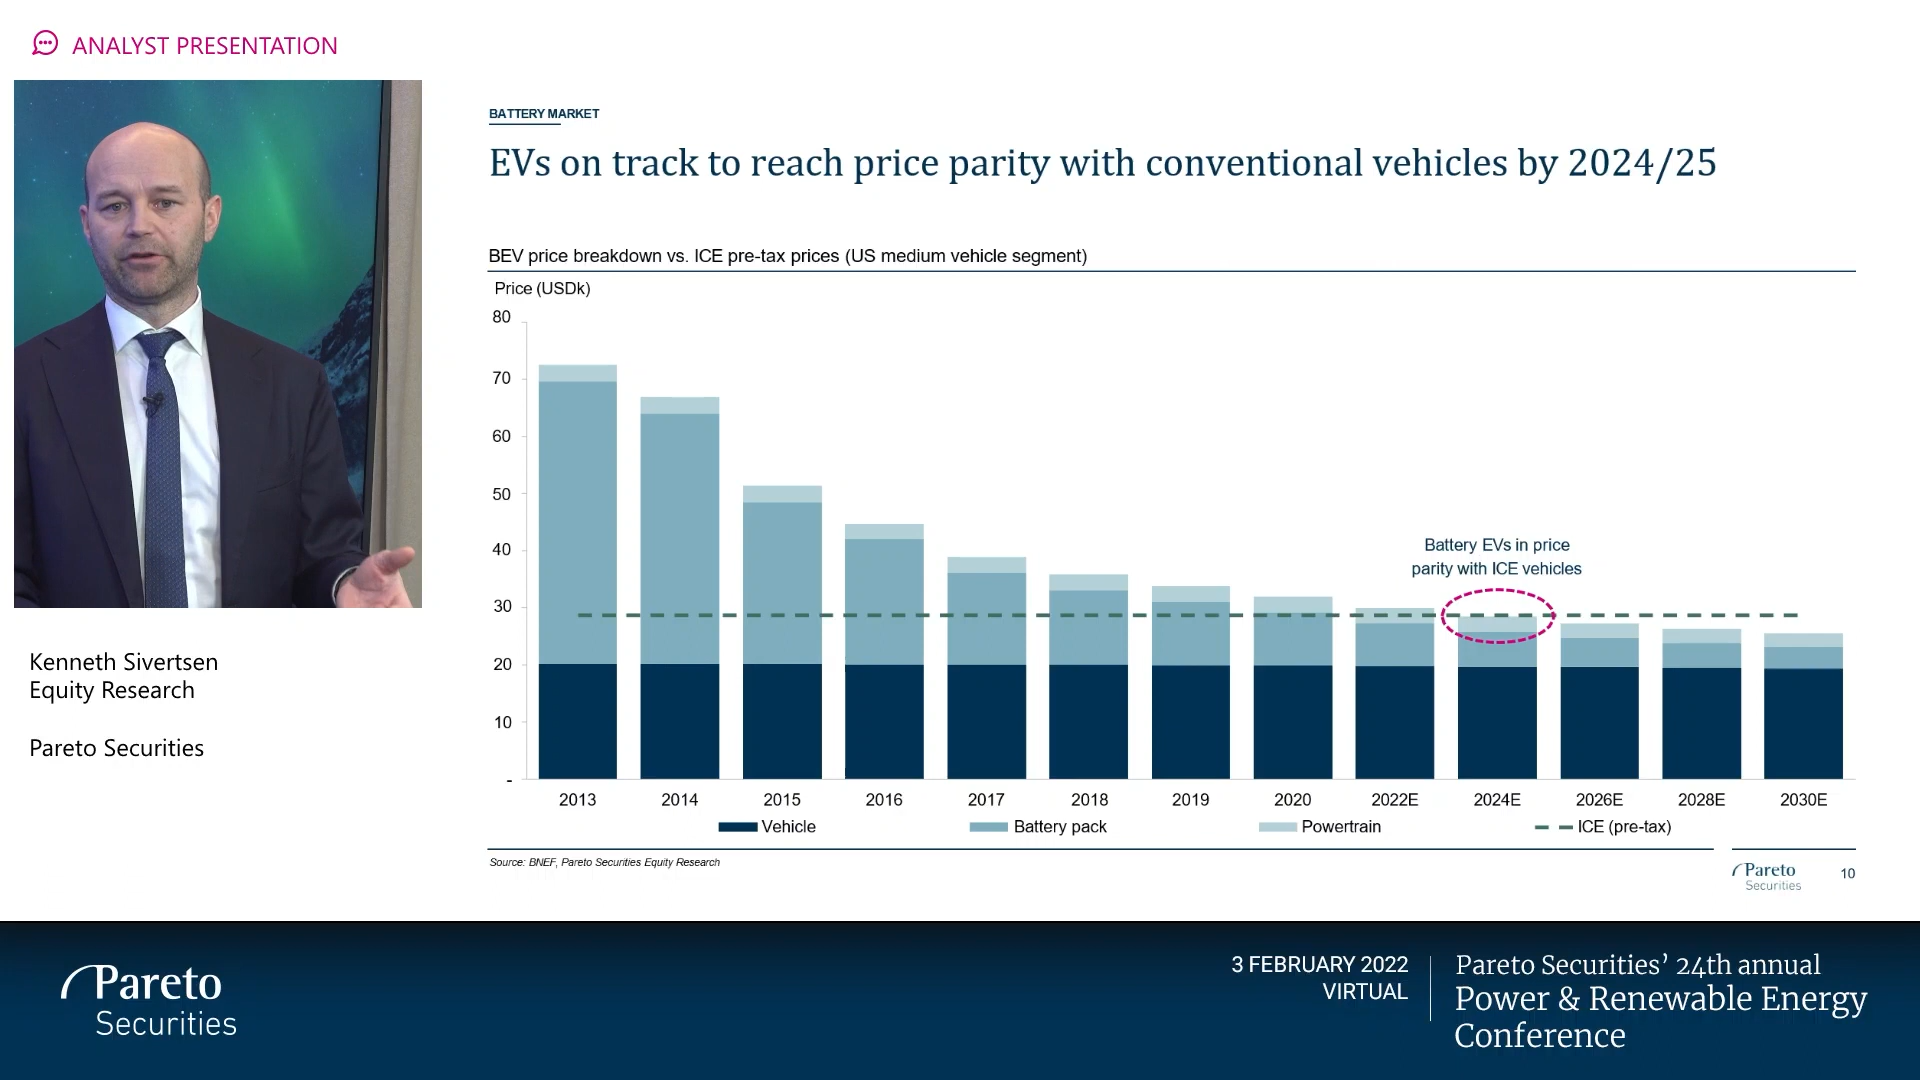 ANALYST PRESENTATION
BATTERY MARKET
EVs on track to reach price parity with conventional vehicles by 2024/25
BEV price breakdown vs. ICE pre-tax prices (US medium vehicle segment)
Price (USDk)
80
70
60
50
40
30
20
10
-
Battery EVs in price
parity with ICE vehicles
2013 2014 2015 2016 2017 2018 2019 2020 2022E 2024E 2026E 2028E 2030E
Vehicle Battery pack Powertrain ICE (pre-tax)
Source: BNEF, Pareto Securities Equity Research
Pareto
Securities
10
Kenneth Sivertsen
Equity Research
Pareto Securities
Pareto
Securities
3 FEBRUARY 2022
VIRTUAL
Pareto Securities’ 24th annual
Power & Renewable Energy
Conference